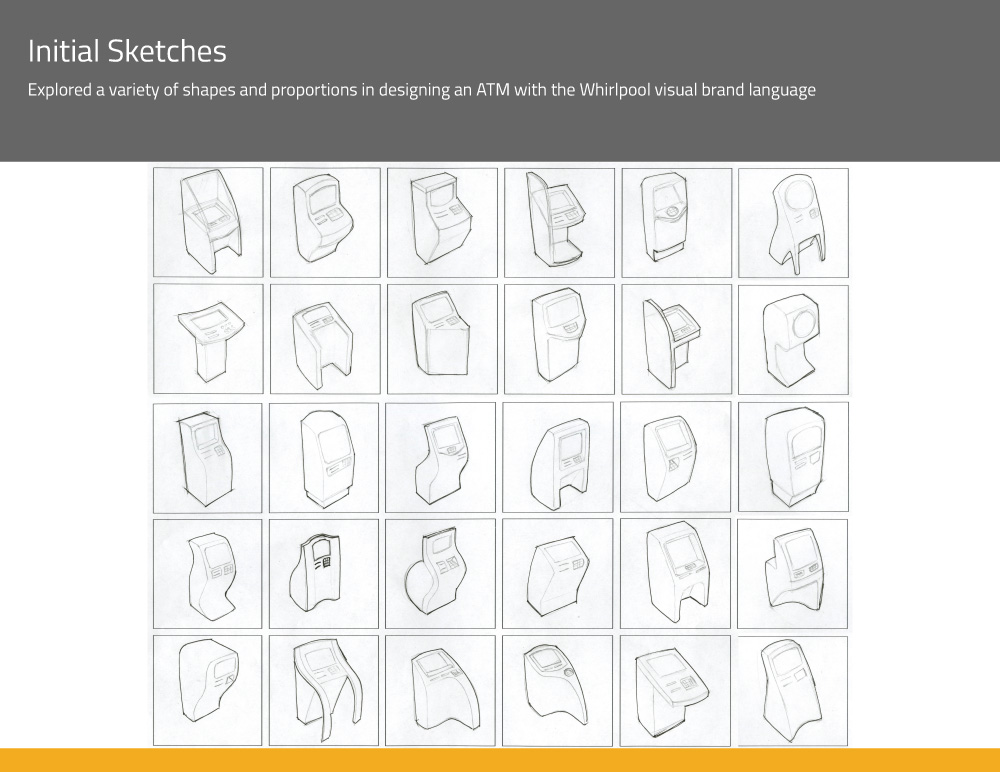 Initial Sketches
Explored a variety of shapes and proportions in designing an ATM with the Whirlpool visual brand language